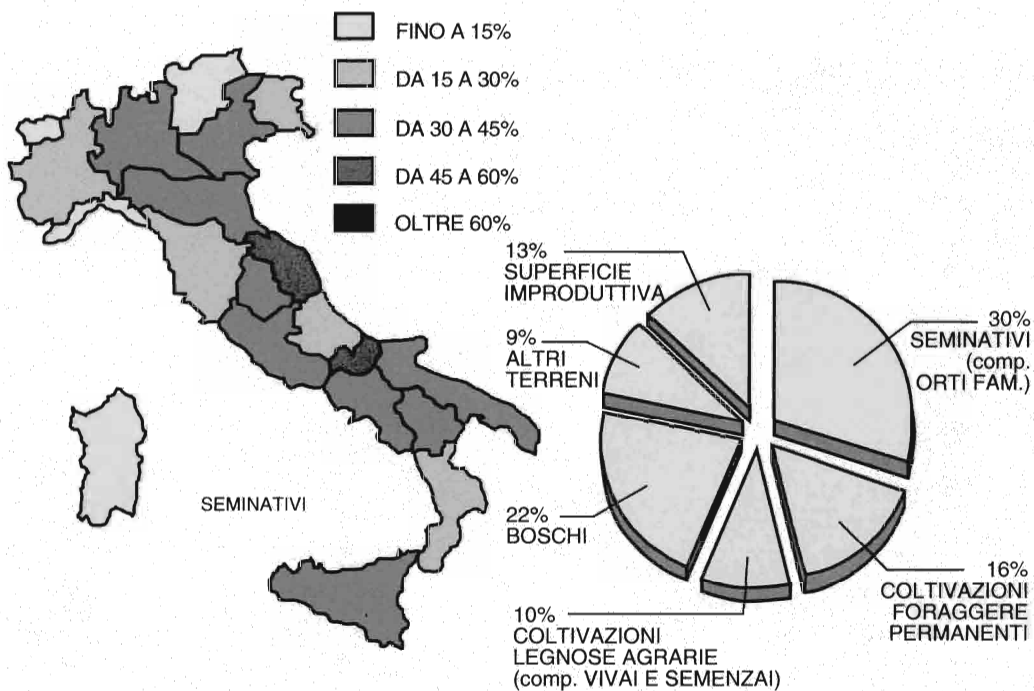 FINO A 15%
DA 15 A 30%
DA 30 A 45%
DA 45 A 60%
OLTRE 60%
SEMINATIVI
13%
SUPERFICIE
IMPRODUTTIVA
9%
ALTRI
TERRENI
22%
BOSCHI
10%
COLTIVAZIONI
LEGNOSE AGRARIE
(comp. VIVAI E SEMENZAI)
30%
SEMINATIVI
(comp.
ORTI FAM.)
16%
COLTIVAZIONI
FORAGGERE
PERMANENTI